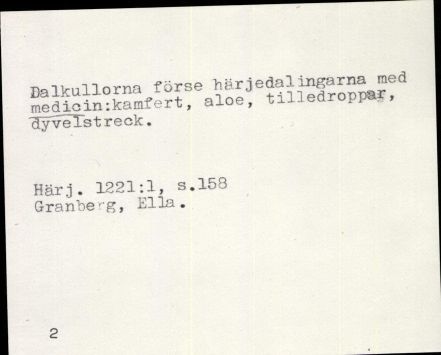 Dalkullorna förse härjedalingarna med
medicin:kamfert, aloe, tilledroppar,
dyvelstreck.
Härj. 1221:1, s.158
Granberg, Ella.
2